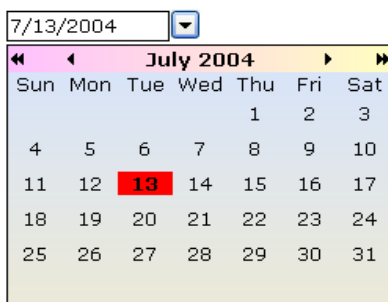 7/13/2004
July 2004
Sun Mon Tue Wed Thu Fri Sat
1 2 3
4 5 6 7 8 9 10
11 12 13 14 15 16 17
18 19 20 21 22 23 24
25 26 27 28 29 30 31